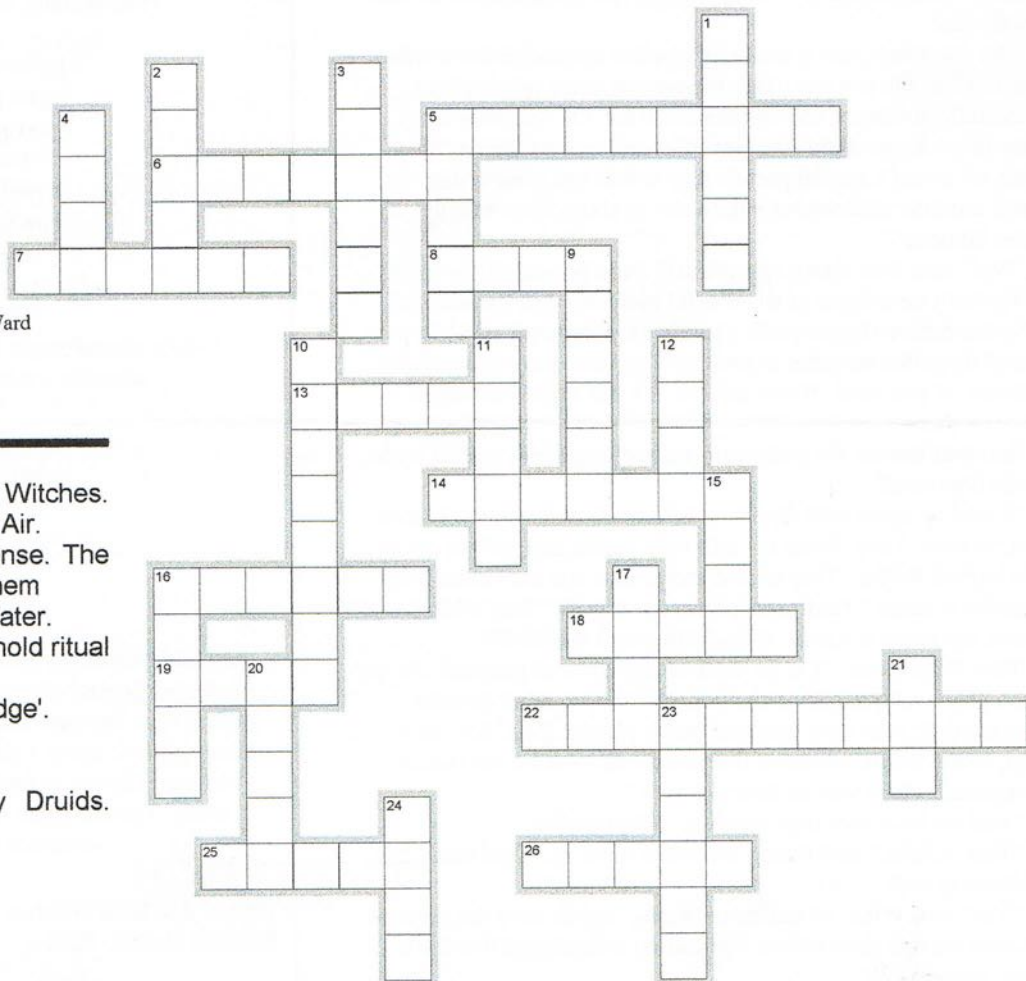 1
2 3
4 5
6
7 8 9
Ward
10 11 12
13
Witches.
14 15
Air.
nse. The
hem
16 17
ater.
hold ritual
18
19 20 21
dge'.
22 23
y Druids.
24
25 26